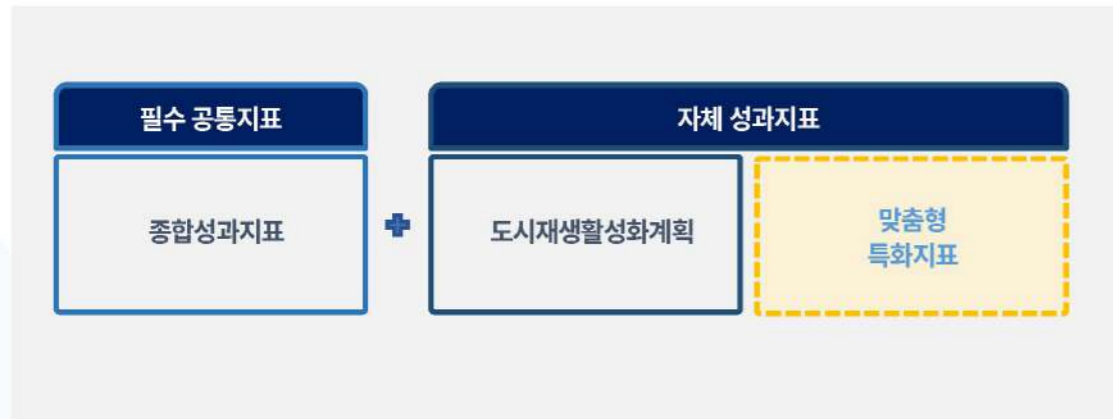 필수 공통지표
자체 성과지표
종합성과지표
도시재생활성화계획
맞춤형
특화지표